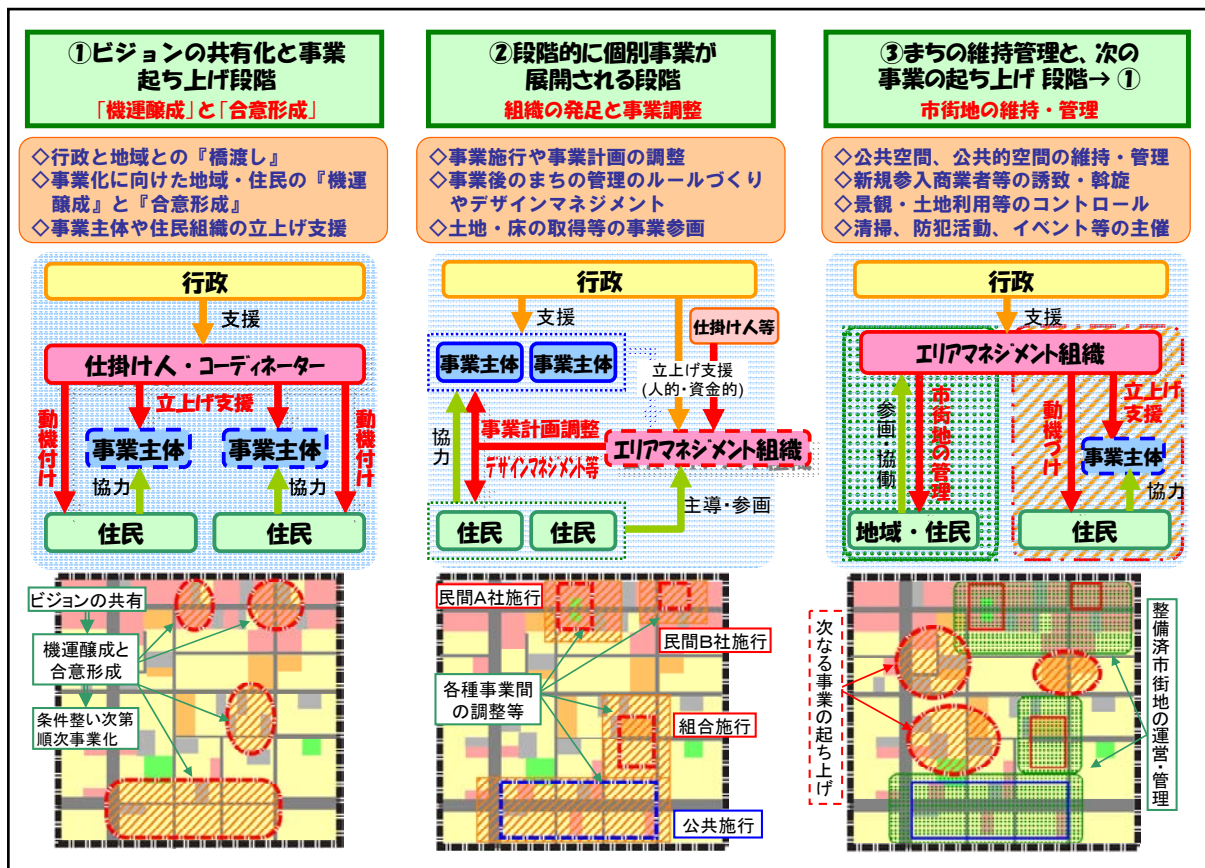 ①ビジョンの共有化と事業
起ち上げ段階
「機運醸成」と「合意形成」
◇行政と地域との『橋渡し』
◇事業化に向けた地域・住民の『機運
醸成』と『合意形成』
◇事業主体や住民組織の立上げ支援
行政
支援
仕掛け人・コーディネーター
立上げ支援
動機付け
動機付け
事業主体
事業主体
協力
協力
住民
住民
ビジョンの共有
機運醸成と
合意形成
条件整い次第
順次事業化
②段階的に個別事業が
展開される段階
組織の発足と事業調整
◇事業施行や事業計画の調整
◇事業後のまちの管理のルールづくり
やデザインマネジメント
◇土地・床の取得等の事業参画
行政
支援
仕掛け人等
事業主体
事業主体
立上げ支援
(人的・資金的)
協力
事業計画調整
デザインマネジメント等
エリアマネジメント組織
主導・参画
住民
住民
民間A社施行
民間B社施行
各種事業間
の調整等
組合施行
公共施行
③まちの維持管理と、次の
事業の起ち上げ 段階→ ①
市街地の維持・管理
◇公共空間、公共的空間の維持・管理
◇新規参入商業者等の誘致・斡旋
◇景観・土地利用等のコントロール
◇清掃、防犯活動、イベント等の主催
行政
支援
エリアマネジメント組織
参画・協働
市街地の管理
動機づけ
立上げ
支援
事業主体
協力
地域・住民
住民
次なる事業の起ち上げ
整備済市街地の運営・管理